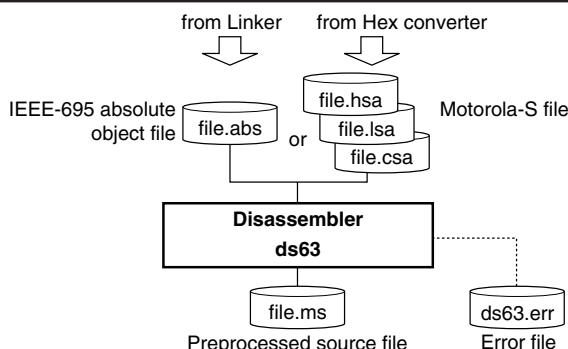 from Linker
from Hex converter
IEEE-695 absolute
object file
file.abs
or
file.hsa
file.lsa
file.csa
Motorola-S file
Disassembler
ds63
file.ms
Preprocessed source file
ds63.err
Error file